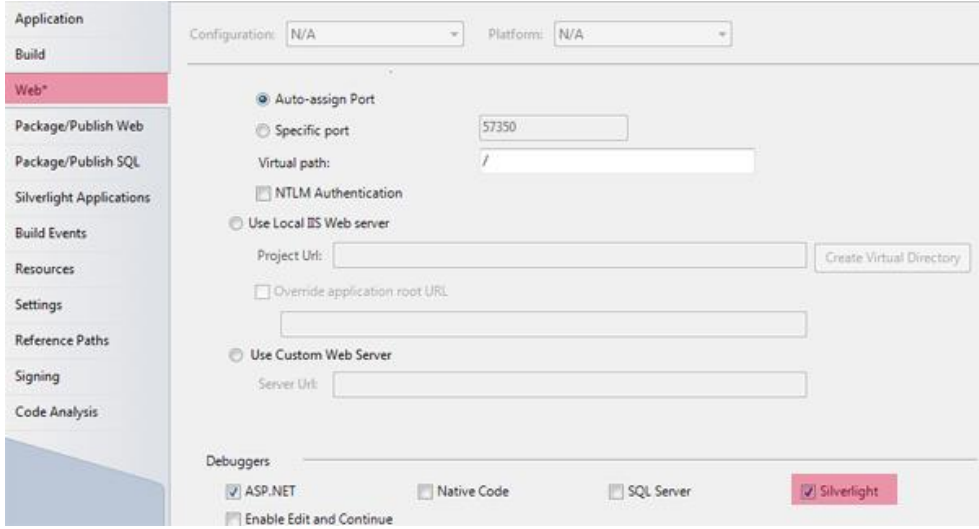 Application
Build
Web*
Package/Publish Web
Package/Publish SQL
Silverlight Applications
Build Events
Resources
Settings
Reference Paths
Signing
Code Analysis
Configuration: N/A Platform: N/A
Auto-assign Port
Specific port 57350
Virtual path: /
NTLM Authentication
Use Local IIS Web server
Project Url: Create Virtual Directory
Override application root URL
Use Custom Web Server
Server Url:
Debuggers
ASP.NET Native Code SQL Server Silverlight
Enable Edit and Continue